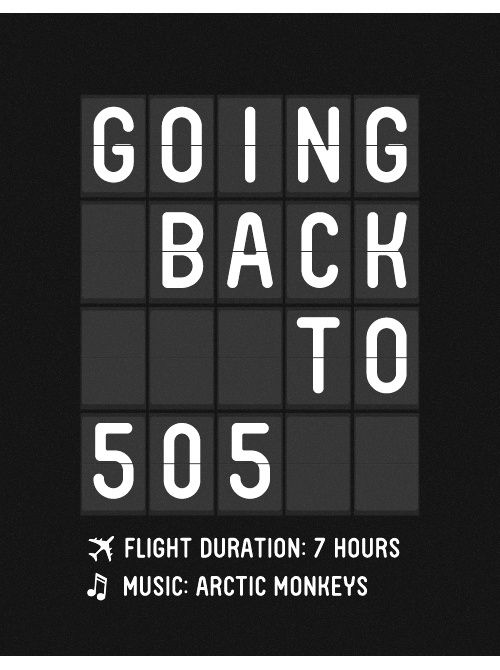 GOING
BACK
TO
505
FLIGHT DURATION: 7 HOURS
MUSIC: ARCTIC MONKEYS